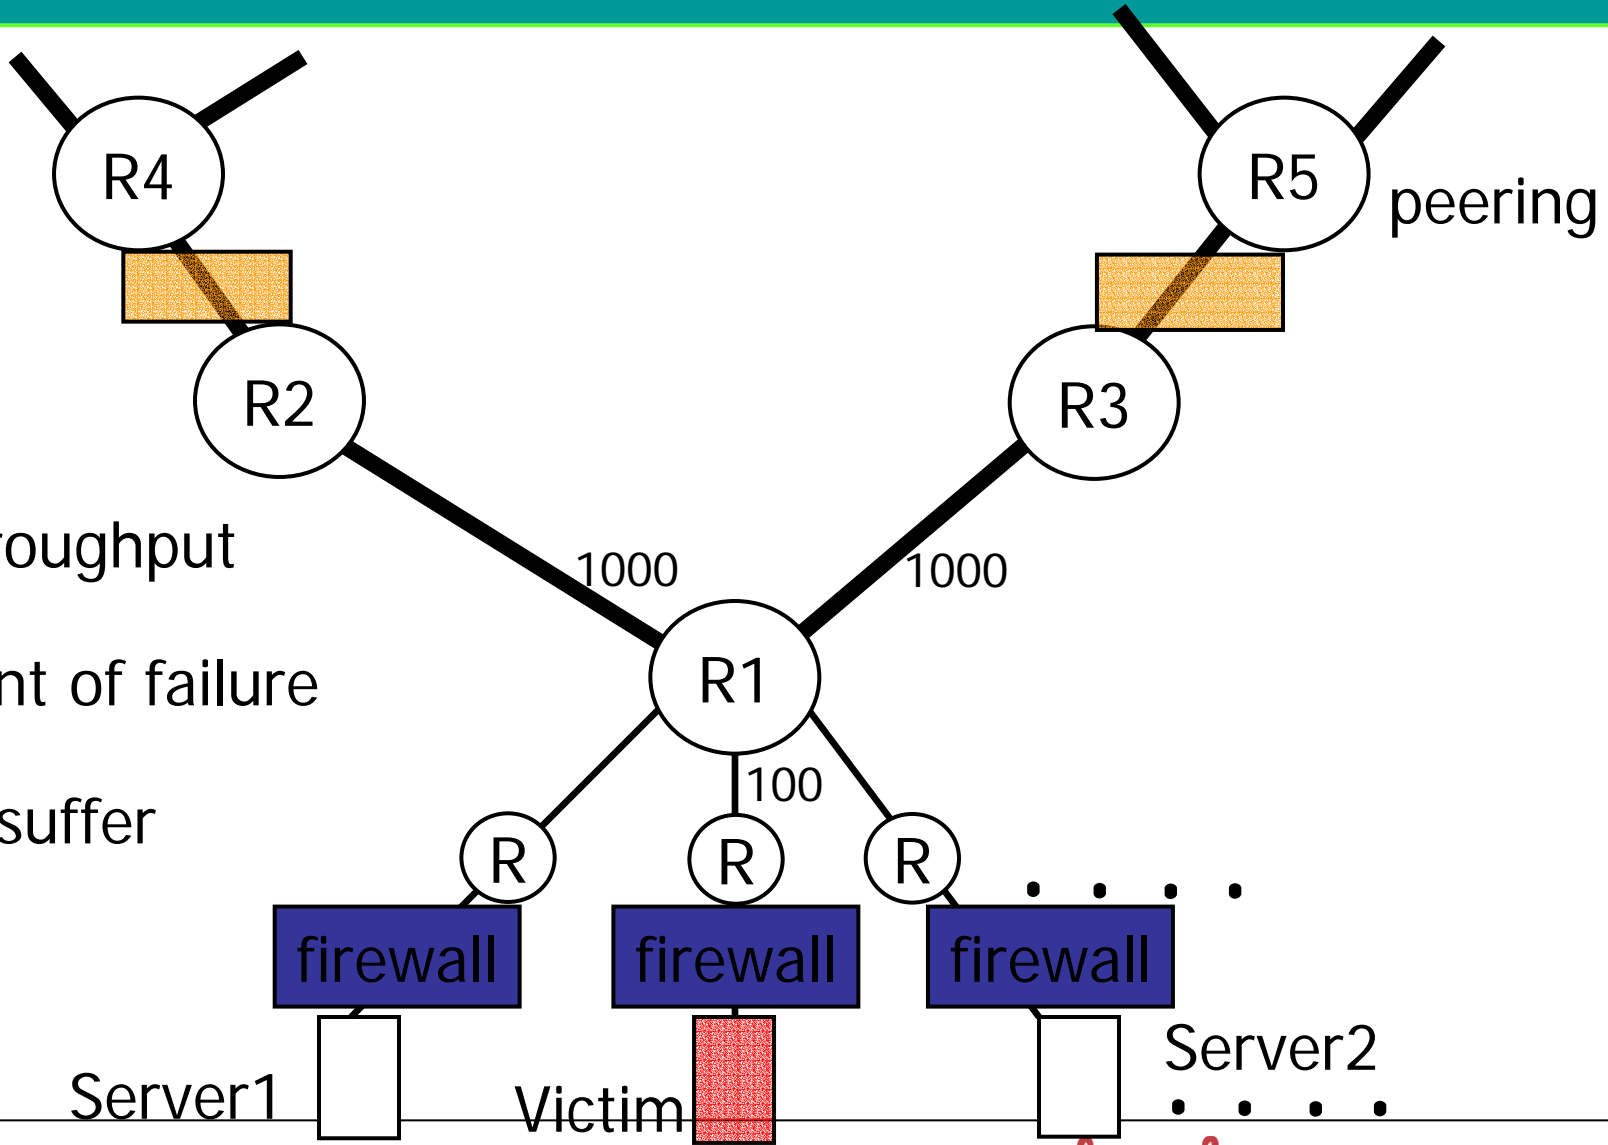 R4
R5
peering
R2
R3
roughput
1000
1000
nt of failure
R1
100
suffer
R
R
R
. . . .
firewall
firewall
firewall
Server2
Server1
Victim
. . . .